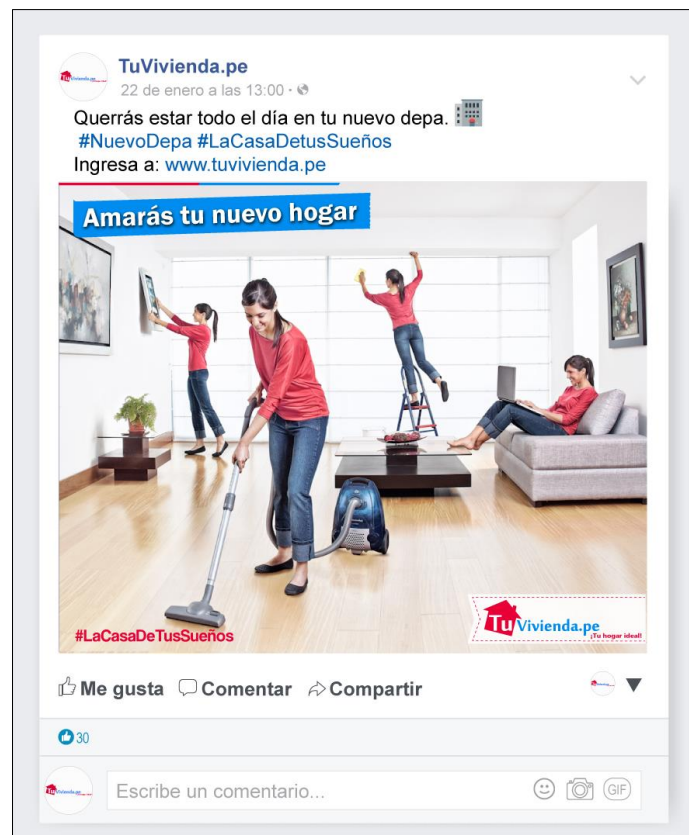 TuVivienda.pe
22 de enero a las 13:00
Querrás estar todo el día en tu nuevo depa.
#NuevoDepa #LaCasaDetusSueños
Ingresa a: www.tuvivienda.pe
Amarás tu nuevo hogar
#LaCasaDeTusSueños
TuVivienda.pe
¡Tu hogar ideal!
Me gusta Comentar Compartir
30
Escribe un comentario...
GIF